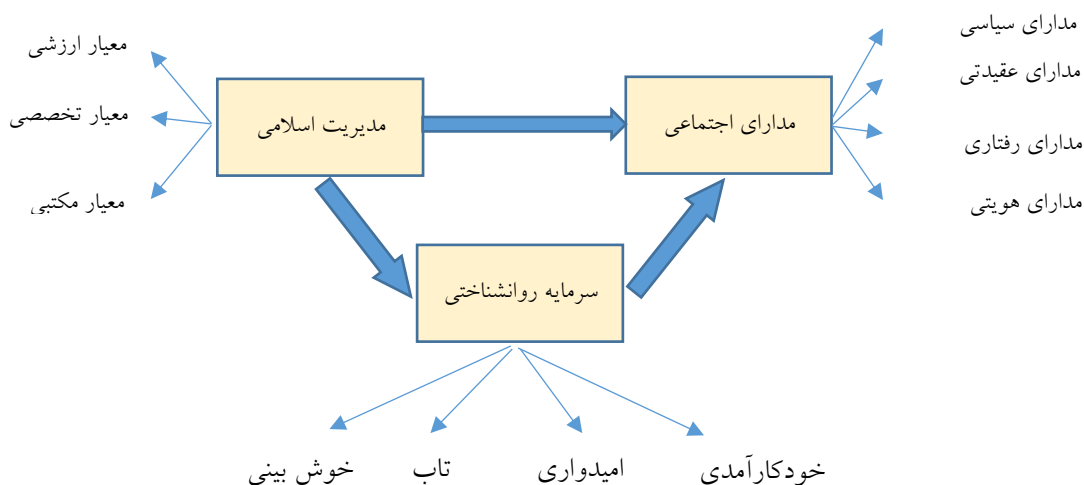 مدارای سیاسی
معیار ارزشی
مدارای عقیدتی
مدارای اجتماعی
مدیریت اسلامی
معیار تخصصی
مدارای رفتاری
معیار مکتبی
مدارای هویتی
سرمایه روانشناختی
خودکارآمدی
امیدواری
تاب
خوش بینی